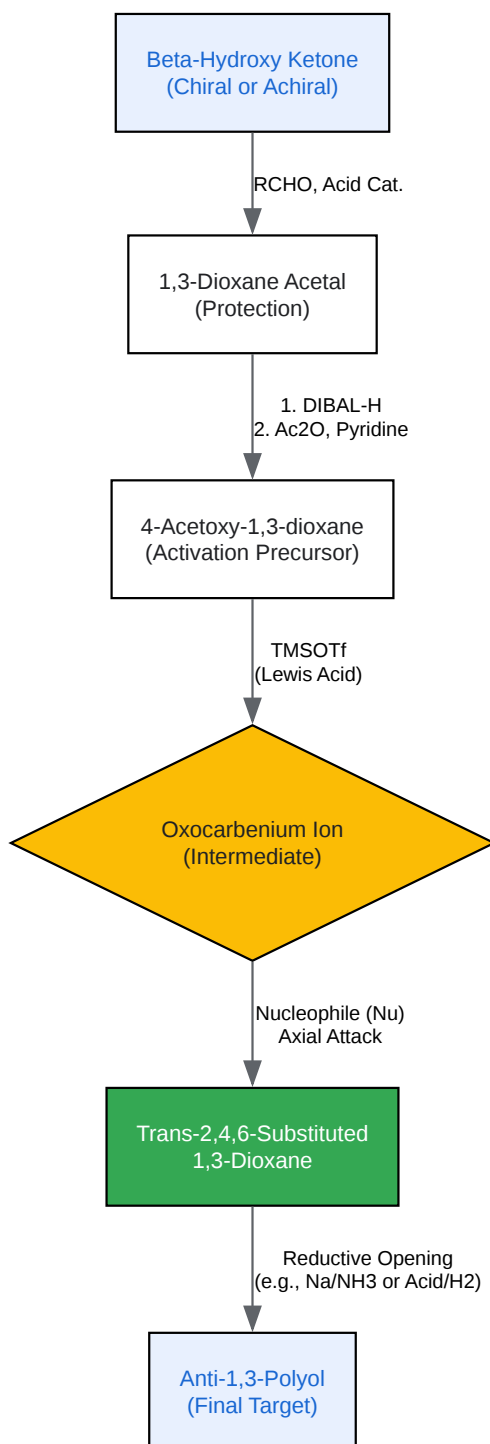 Beta-Hydroxy Ketone
(Chiral or Achiral)
RCHO, Acid Cat.
1,3-Dioxane Acetal
(Protection)
1. DIBAL-H
2. Ac2O, Pyridine
4-Acetoxy-1,3-dioxane
(Activation Precursor)
TMSOTf
(Lewis Acid)
Oxocarbenium Ion
(Intermediate)
Nucleophile (Nu)
Axial Attack
Trans-2,4,6-Substituted
1,3-Dioxane
Reductive Opening
(e.g., Na/NH3 or Acid/H2)
Anti-1,3-Polyol
(Final Target)